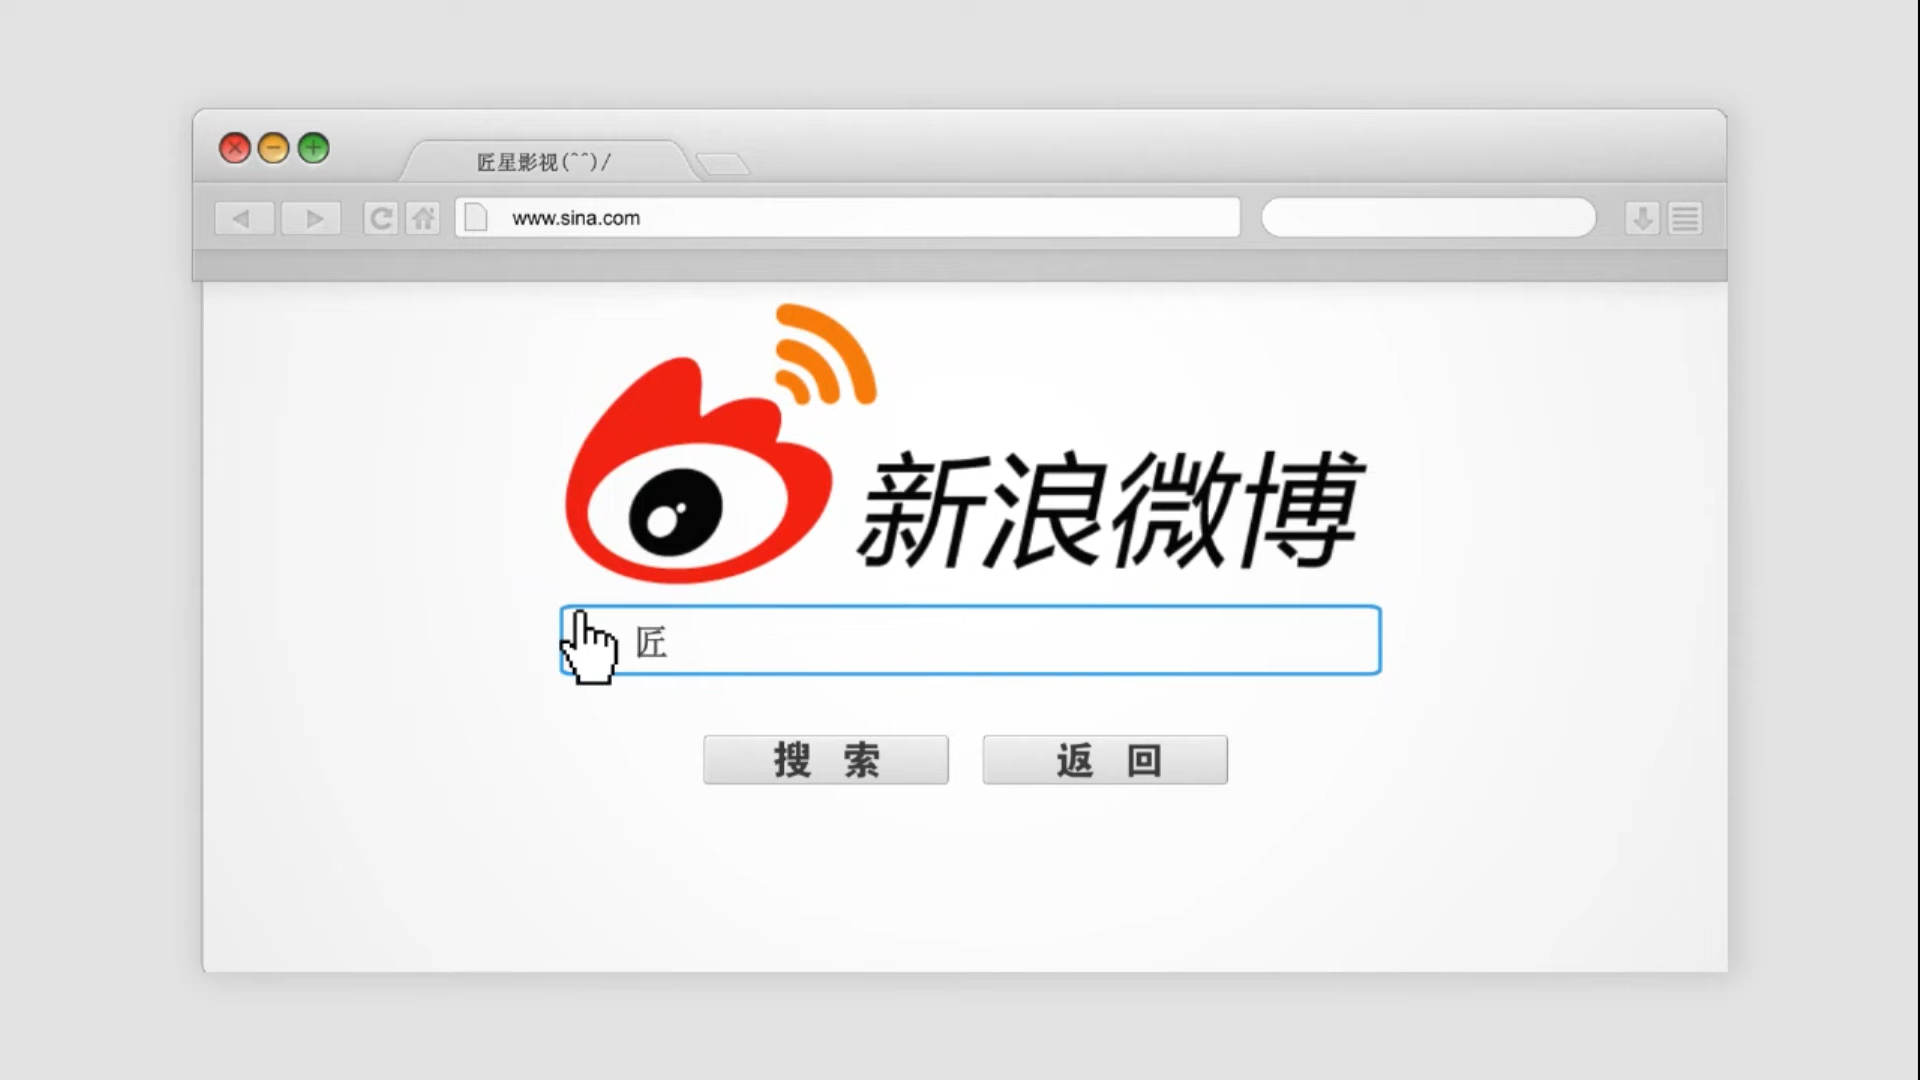 匠星影视(^^)/
www.sina.com
新浪微博
匠
搜 索
返 回